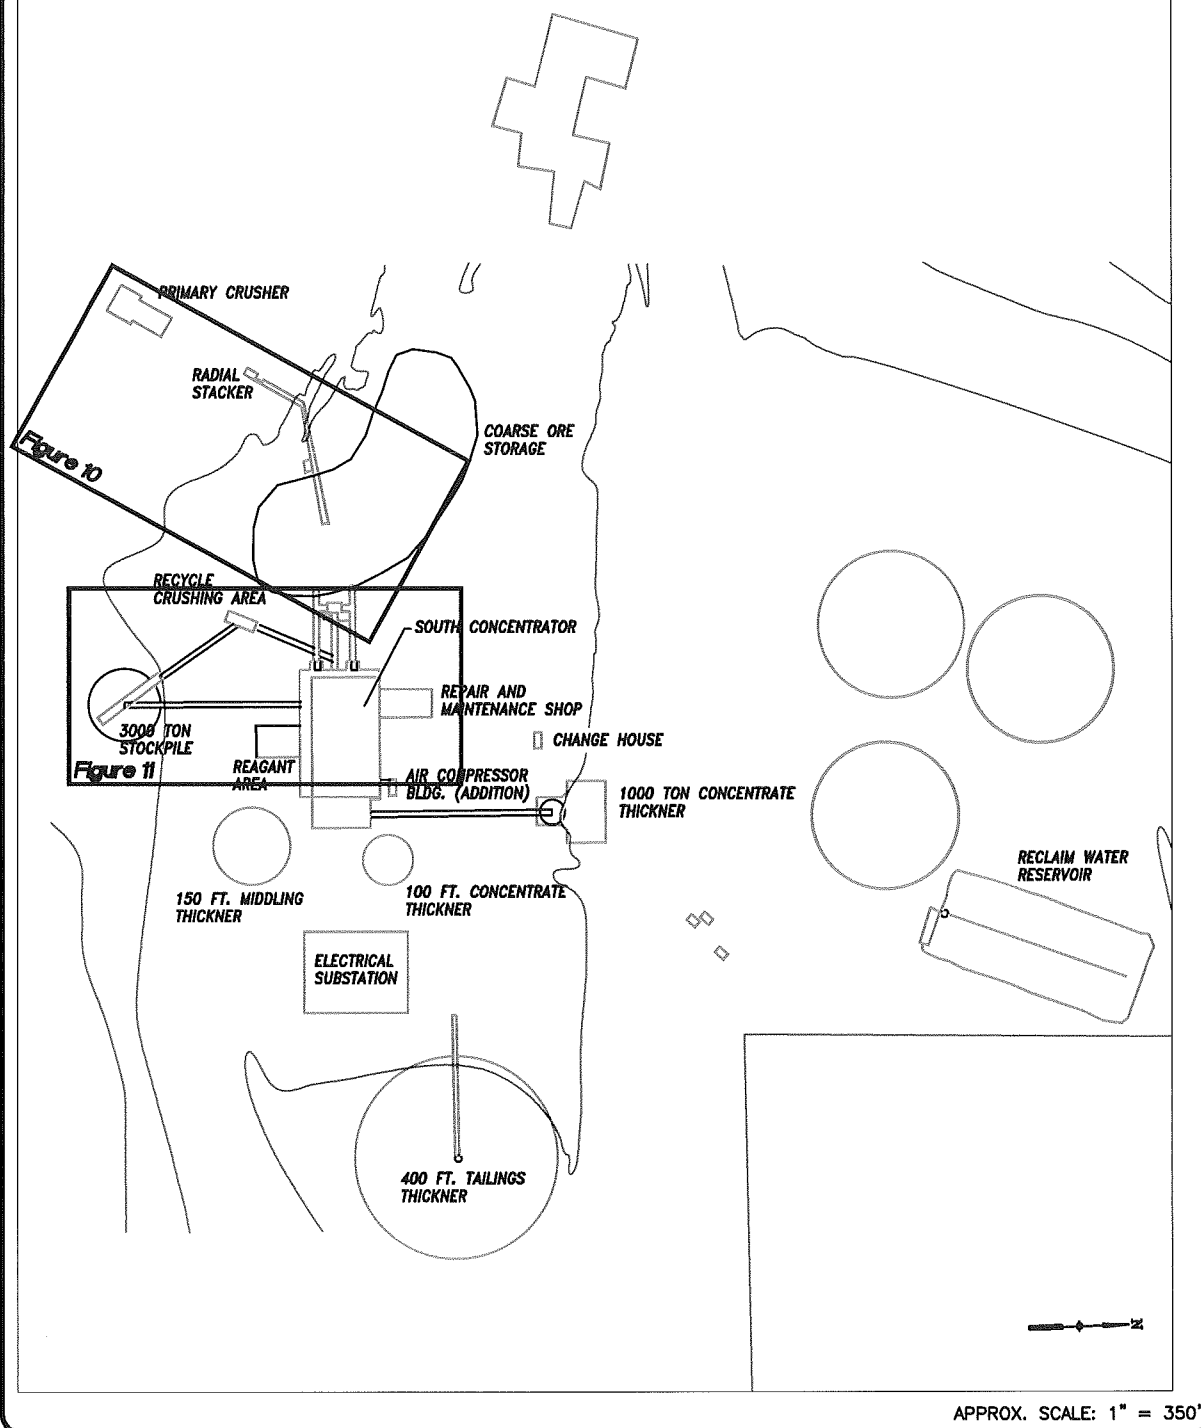 PRIMARY CRUSHER
RADIAL
STACKER
COARSE ORE
STORAGE
Figure 10
RECYCLE
CRUSHING AREA
SOUTH CONCENTRATOR
REPAIR AND
MAINTENANCE SHOP
3000 TON
STOCKPILE
CHANGE HOUSE
Figure 11
REAGANT
AREA
AIR COMPRESSOR
BLDG. (ADDITION)
1000 TON CONCENTRATE
THICKNER
RECLAIM WATER
RESERVOIR
150 FT. MIDDLING
THICKNER
100 FT. CONCENTRATE
THICKNER
ELECTRICAL
SUBSTATION
400 FT. TAILINGS
THICKNER
N
APPROX. SCALE: 1" = 350'